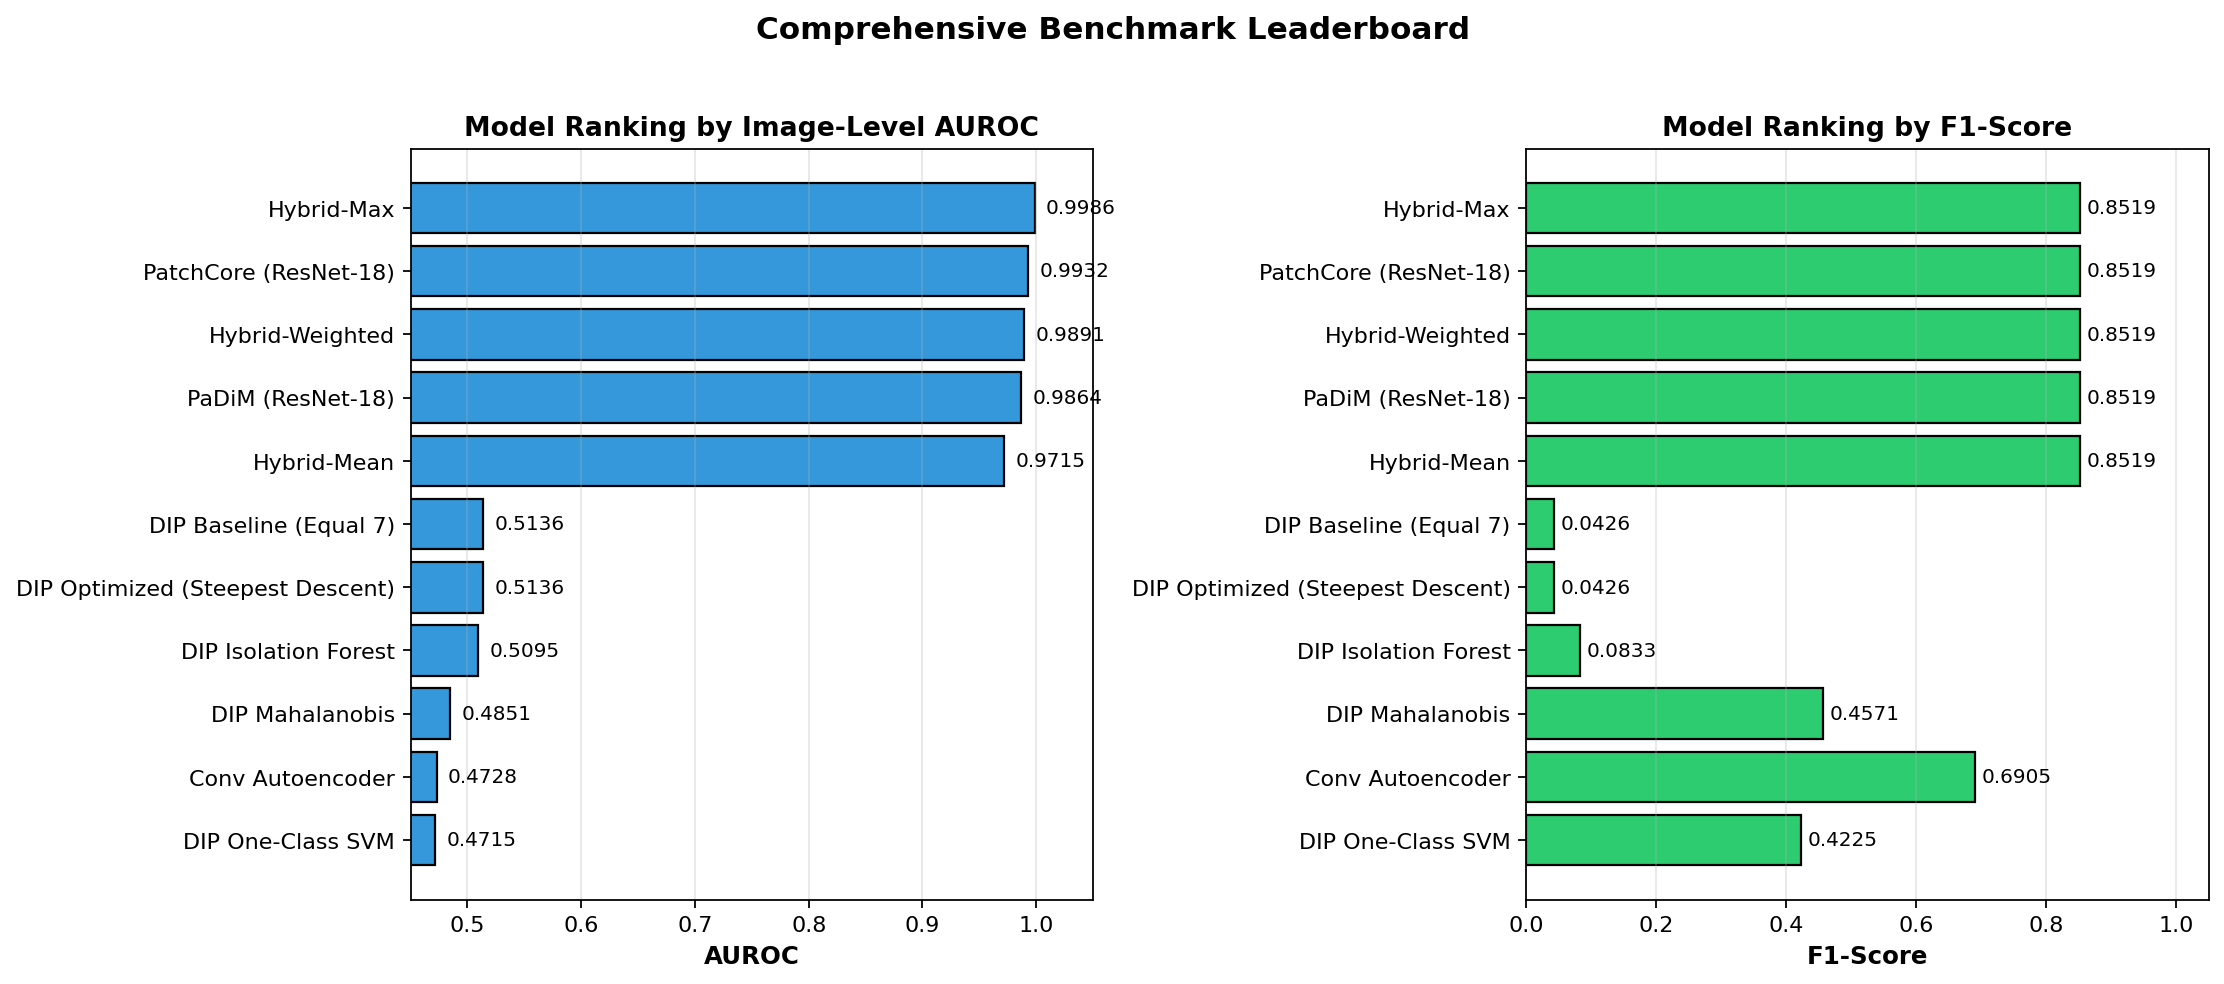 Comprehensive Benchmark Leaderboard
Model Ranking by Image-Level AUROC
Hybrid-Max 0.9986
PatchCore (ResNet-18) 0.9932
Hybrid-Weighted 0.9891
PaDiM (ResNet-18) 0.9864
Hybrid-Mean 0.9715
DIP Baseline (Equal 7) 0.5136
DIP Optimized (Steepest Descent) 0.5136
DIP Isolation Forest 0.5095
DIP Mahalanobis 0.4851
Conv Autoencoder 0.4728
DIP One-Class SVM 0.4715
0.5 0.6 0.7 0.8 0.9 1.0
AUROC
Model Ranking by F1-Score
Hybrid-Max 0.8519
PatchCore (ResNet-18) 0.8519
Hybrid-Weighted 0.8519
PaDiM (ResNet-18) 0.8519
Hybrid-Mean 0.8519
DIP Baseline (Equal 7) 0.0426
DIP Optimized (Steepest Descent) 0.0426
DIP Isolation Forest 0.0833
DIP Mahalanobis 0.4571
Conv Autoencoder 0.6905
DIP One-Class SVM 0.4225
0.0 0.2 0.4 0.6 0.8 1.0
F1-Score